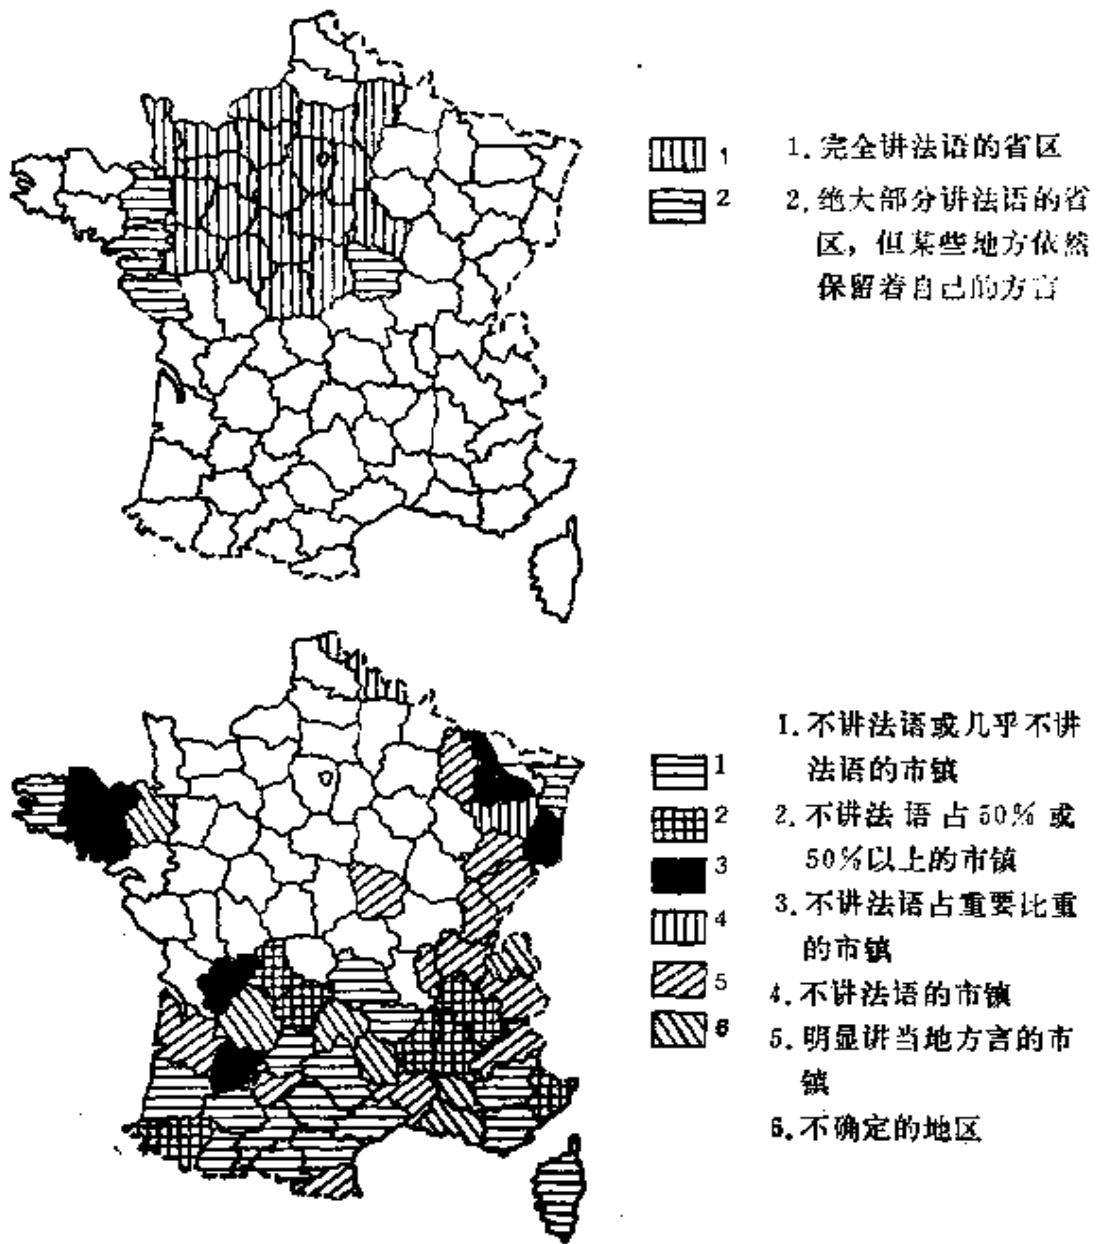 1 1. 完全讲法语的省区
2 2. 绝大部分讲法语的省
区，但某些地方依然
保留着自己的方言
1. 不讲法语或几乎不讲
1 法语的市镇
2 2. 不讲法语占50%或
50%以上的市镇
3 3. 不讲法语占重要比重
的市镇
4 4. 不讲法语的市镇
5 5. 明显讲当地方言的市
镇
6 6. 不确定的地区